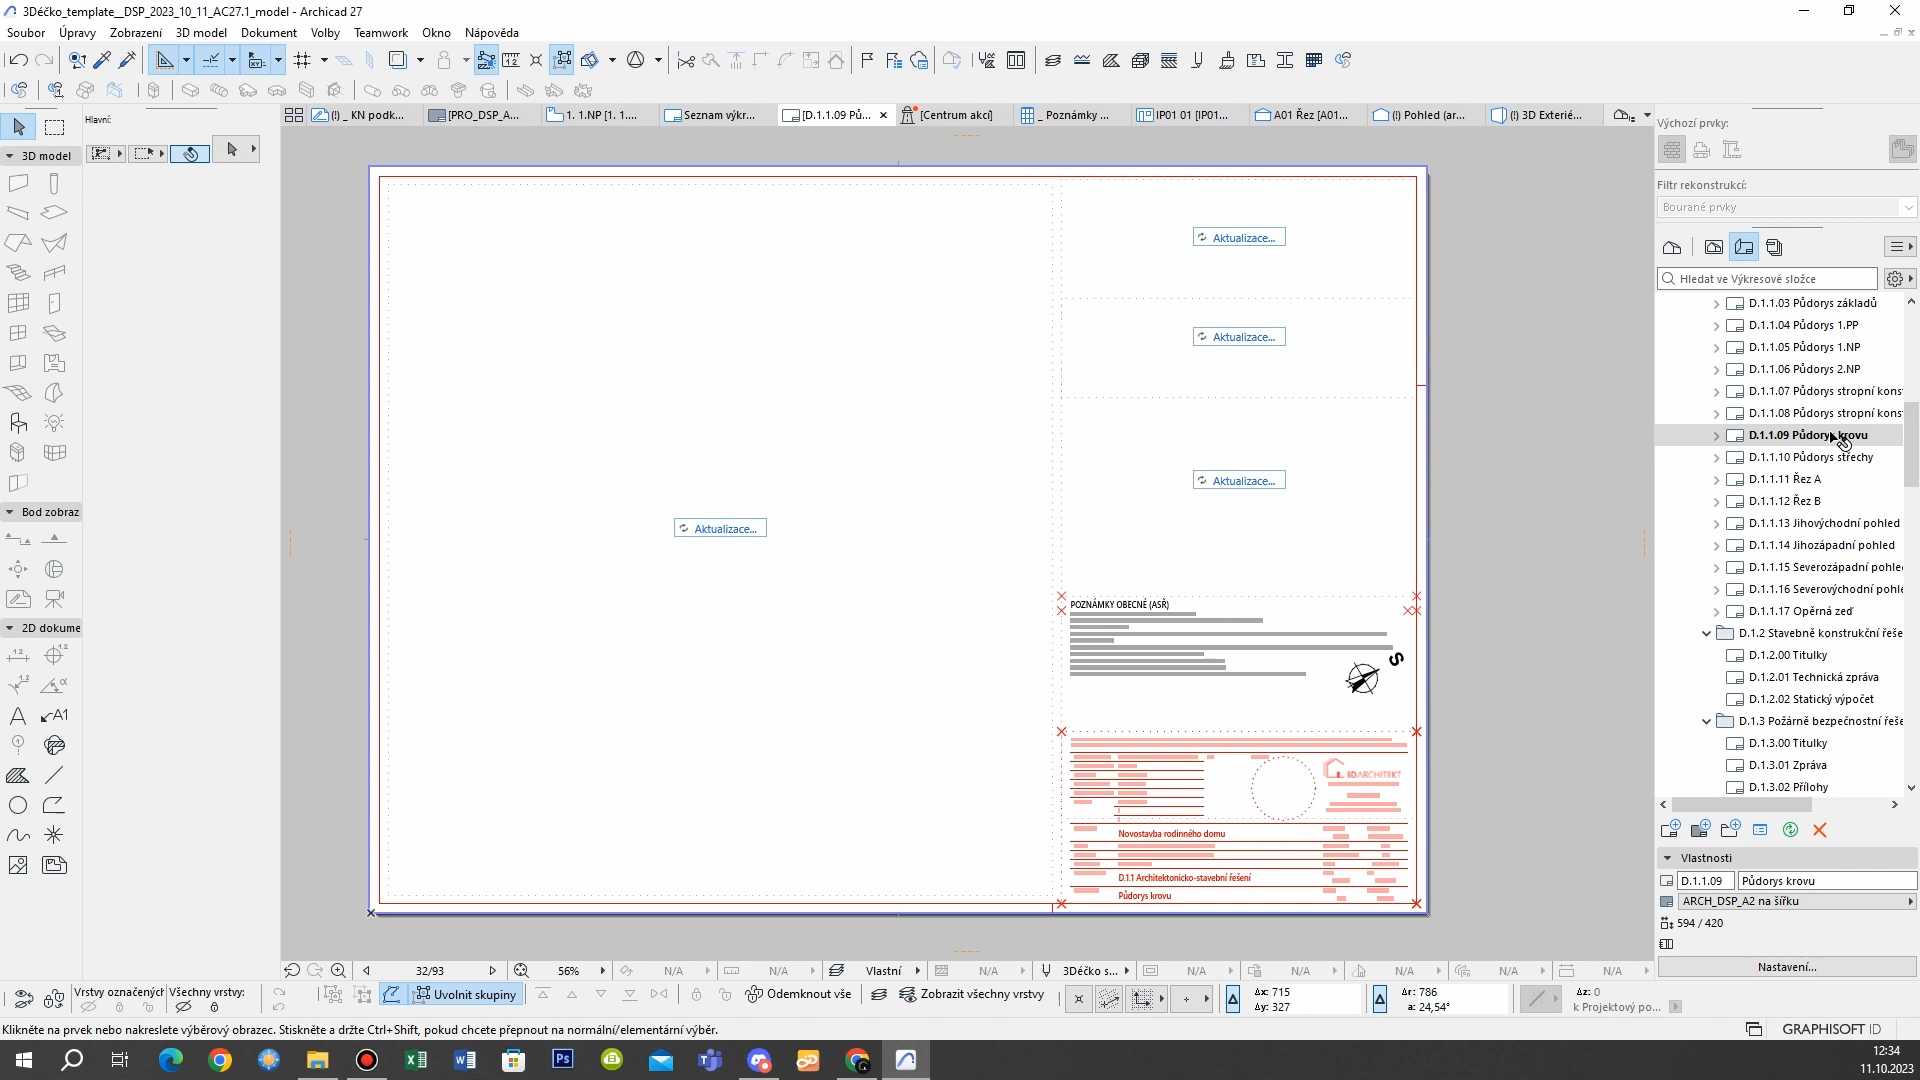 3Déčko_template__DSP_2023_10_11_AC27.1_model - Archicad 27
Soubor Úpravy Zobrazení 3D model Dokument Volby Teamwork Okno Nápověda
(!) _ KN podk...
[PRO_DSP_A...
1. 1.NP [1. 1....
Seznam výkr...
[D.1.1.09 Pů...
[Centrum akcí]
_ Poznámky ...
IP01 01 [IP01...
A01 Řez [A01...
(!) Pohled (ar...
(!) 3D Exterié...
Hlavní:
3D model
Bod zobraz
2D dokume
Aktualizace...
Aktualizace...
Aktualizace...
Aktualizace...
POZNÁMKY OBECNÉ (ASŘ)
S
3DARCHITEKT
Novostavba rodinného domu
D.1.1 Architektonicko-stavební řešení
Půdorys krovu
Výchozí prvky:
Filtr rekonstrukcí:
Bourané prvky
Hledat ve Výkresové složce
D.1.1.03 Půdorys základů
D.1.1.04 Půdorys 1.PP
D.1.1.05 Půdorys 1.NP
D.1.1.06 Půdorys 2.NP
D.1.1.07 Půdorys stropní kons
D.1.1.08 Půdorys stropní kons
D.1.1.09 Půdorys krovu
D.1.1.10 Půdorys střechy
D.1.1.11 Řez A
D.1.1.12 Řez B
D.1.1.13 Jihovýchodní pohled
D.1.1.14 Jihozápadní pohled
D.1.1.15 Severozápadní pohle
D.1.1.16 Severovýchodní pohle
D.1.1.17 Opěrná zeď
D.1.2 Stavebně konstrukční řeše
D.1.2.00 Titulky
D.1.2.01 Technická zpráva
D.1.2.02 Statický výpočet
D.1.3 Požárně bezpečnostní řeše
D.1.3.00 Titulky
D.1.3.01 Zpráva
D.1.3.02 Přílohy
Vlastnosti
D.1.1.09 Půdorys krovu
ARCH_DSP_A2 na šířku
594 / 420
Nastavení...
32/93 56% N/A N/A Vlastní N/A 3Déčko s... N/A N/A N/A N/A N/A
Vrstvy označených Všechny vrstvy: Uvolnit skupiny Odemknout vše Zobrazit všechny vrstvy
Δx: 715
Δy: 327
Δr: 786
a: 24,54°
Δz: 0
k Projektový po...
Klikněte na prvek nebo nakreslete výběrový obrazec. Stiskněte a držte Ctrl+Shift, pokud chcete přepnout na normální/elementární výběr.
GRAPHISOFT ID
12:34
11.10.2023